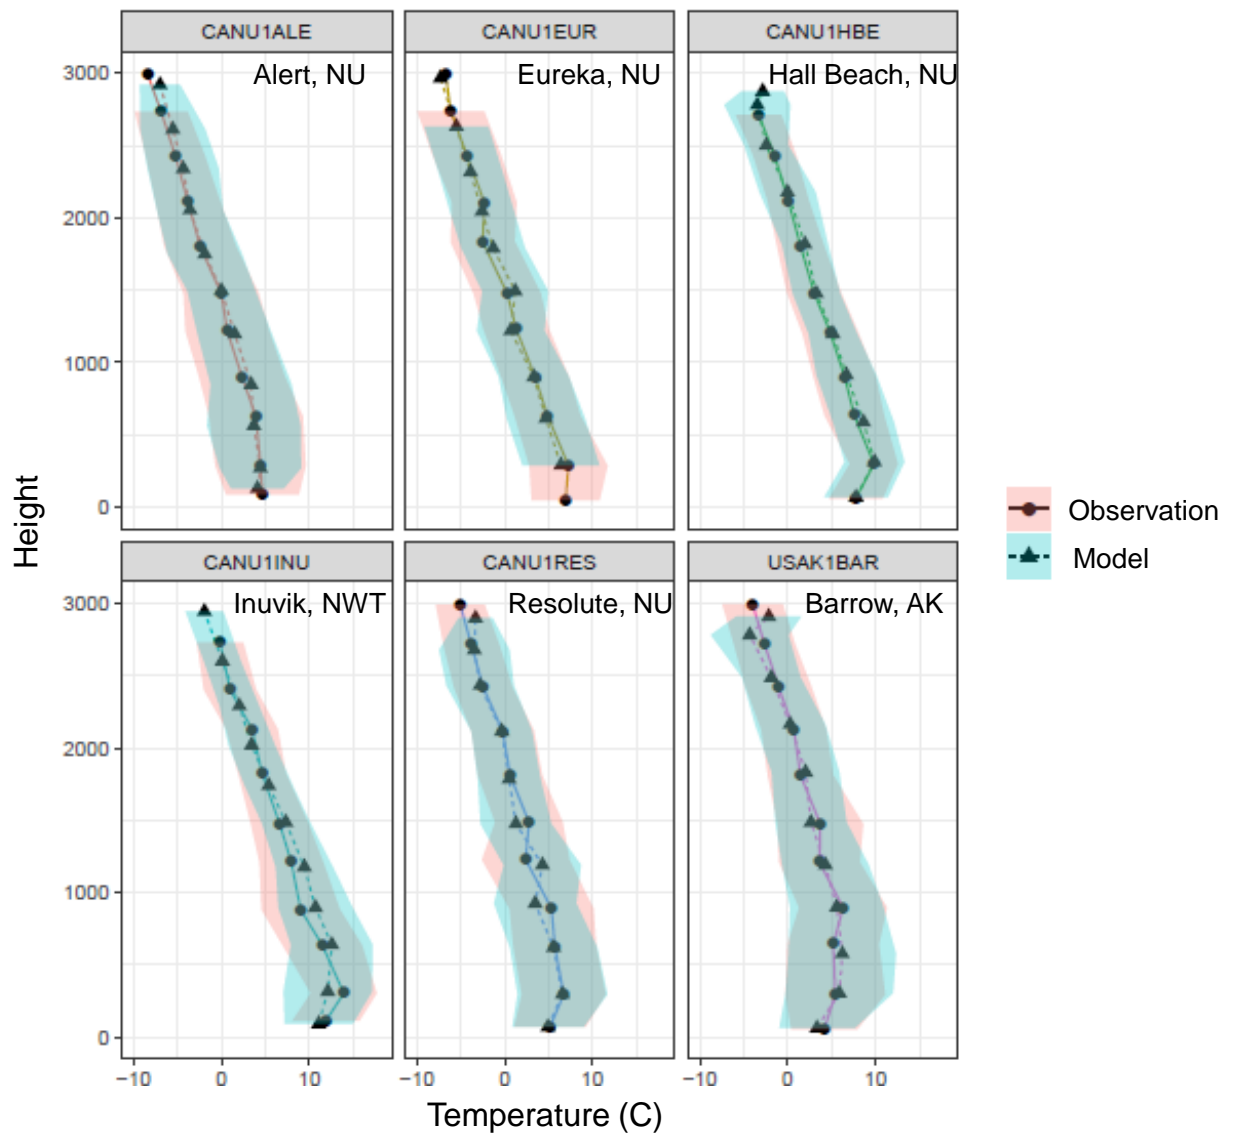 CANU1ALE CANU1EUR CANU1HBE
Alert, NU Eureka, NU Hall Beach, NU
3000
2000
1000
0
Height
Observation
Model
CANU1INU CANU1RES USAK1BAR
Inuvik, NWT Resolute, NU Barrow, AK
3000
2000
1000
0
−10 0 10 −10 0 10 −10 0 10
Temperature (C)